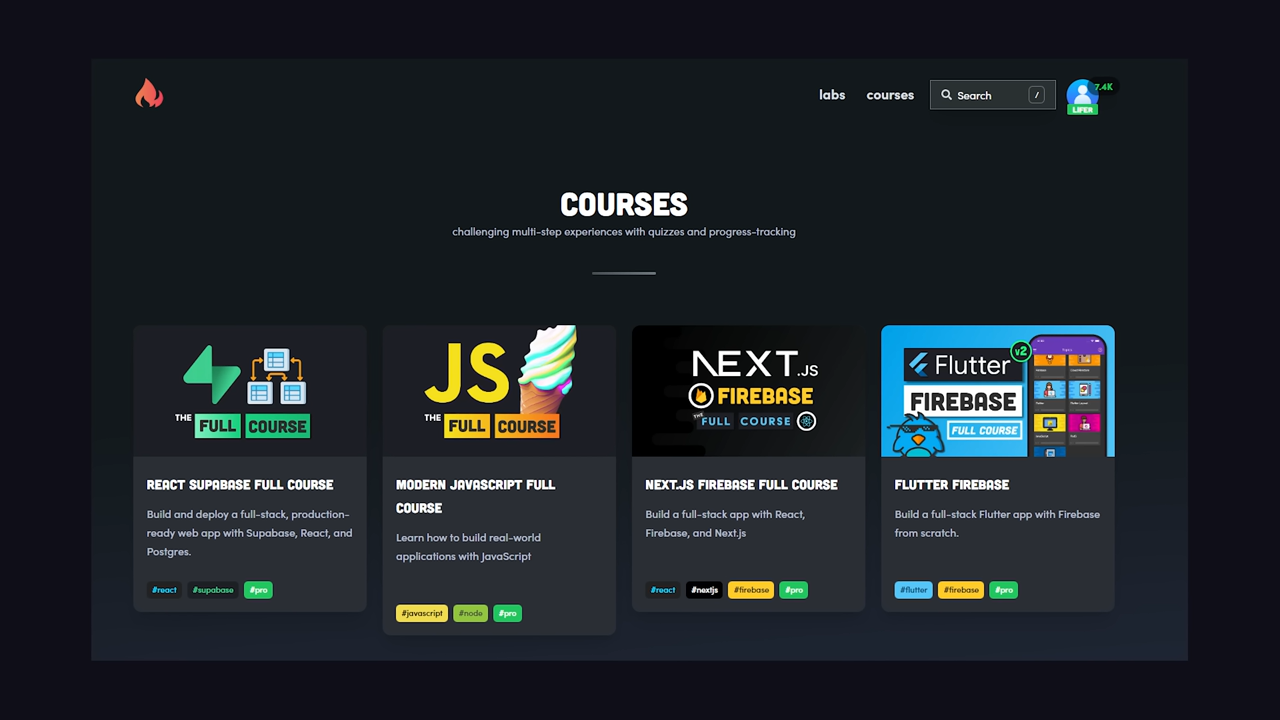 labs courses Search / 7.4K
LIFER
COURSES
challenging multi-step experiences with quizzes and progress-tracking
THE FULL COURSE
REACT SUPABASE FULL COURSE
Build and deploy a full-stack, production-
ready web app with Supabase, React, and
Postgres.
#react #supabase #pro
JS
THE FULL COURSE
MODERN JAVASCRIPT FULL
COURSE
Learn how to build real-world
applications with JavaScript
#javascript #node #pro
NEXT.JS
FIREBASE
THE FULL COURSE
NEXT.JS FIREBASE FULL COURSE
Build a full-stack app with React,
Firebase, and Next.js
#react #nextjs #firebase #pro
Flutter v2
FIREBASE
FULL COURSE
FLUTTER FIREBASE
Build a full-stack Flutter app with Firebase
from scratch.
#flutter #firebase #pro